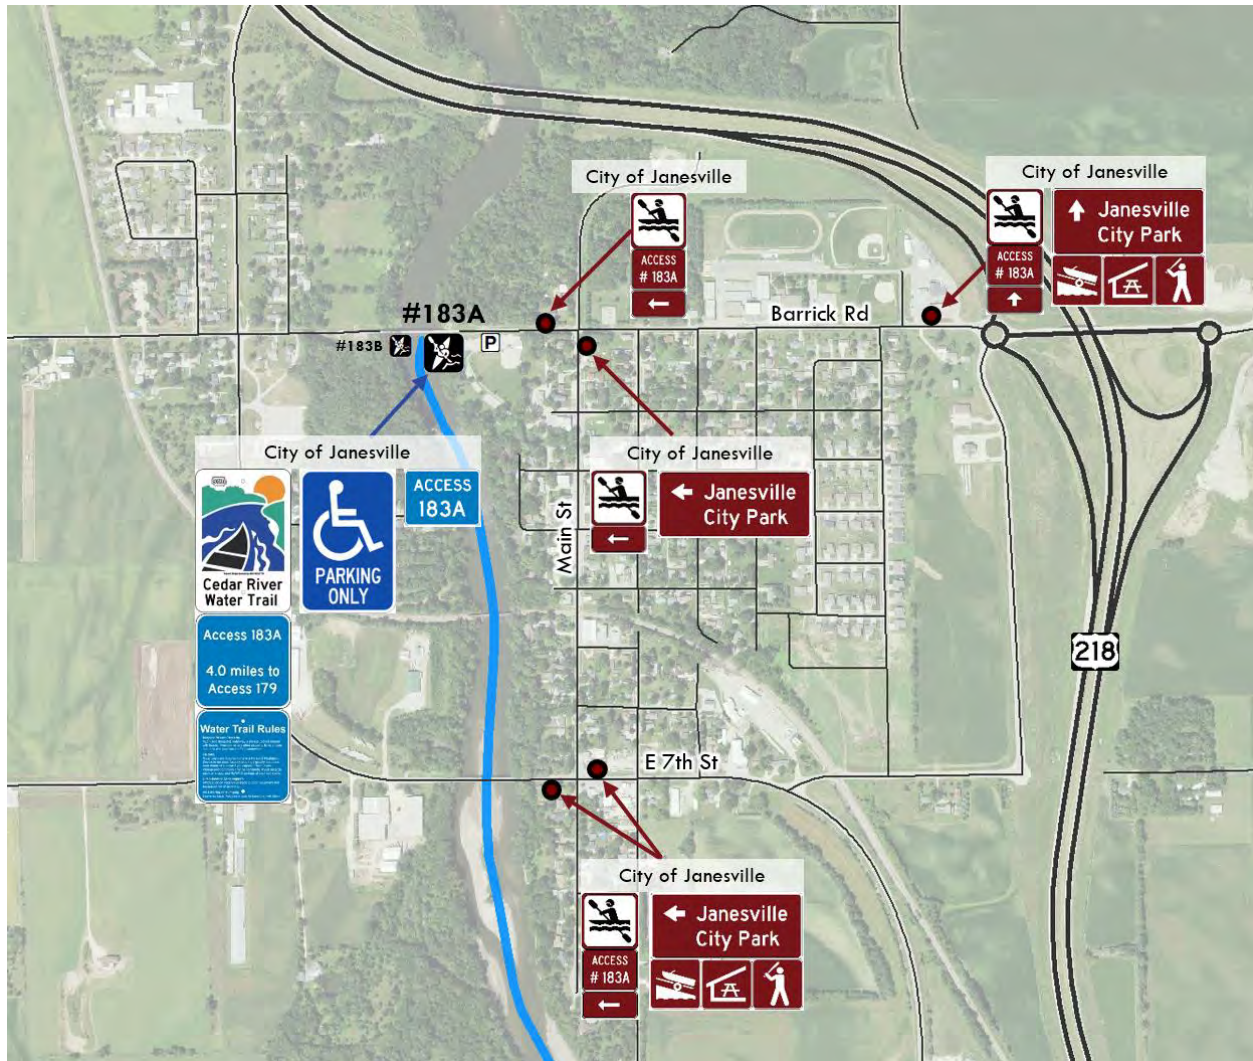 City of Janesville
ACCESS
# 183A
City of Janesville
Janesville
City Park
ACCESS
# 183A
#183A
Barrick Rd
#183B
P
City of Janesville
Cedar River
Water Trail
PARKING
ONLY
ACCESS
183A
Access 183A
4.0 miles to
Access 179
Water Trail Rules
City of Janesville
Janesville
City Park
Main St
218
E 7th St
City of Janesville
Janesville
City Park
ACCESS
# 183A